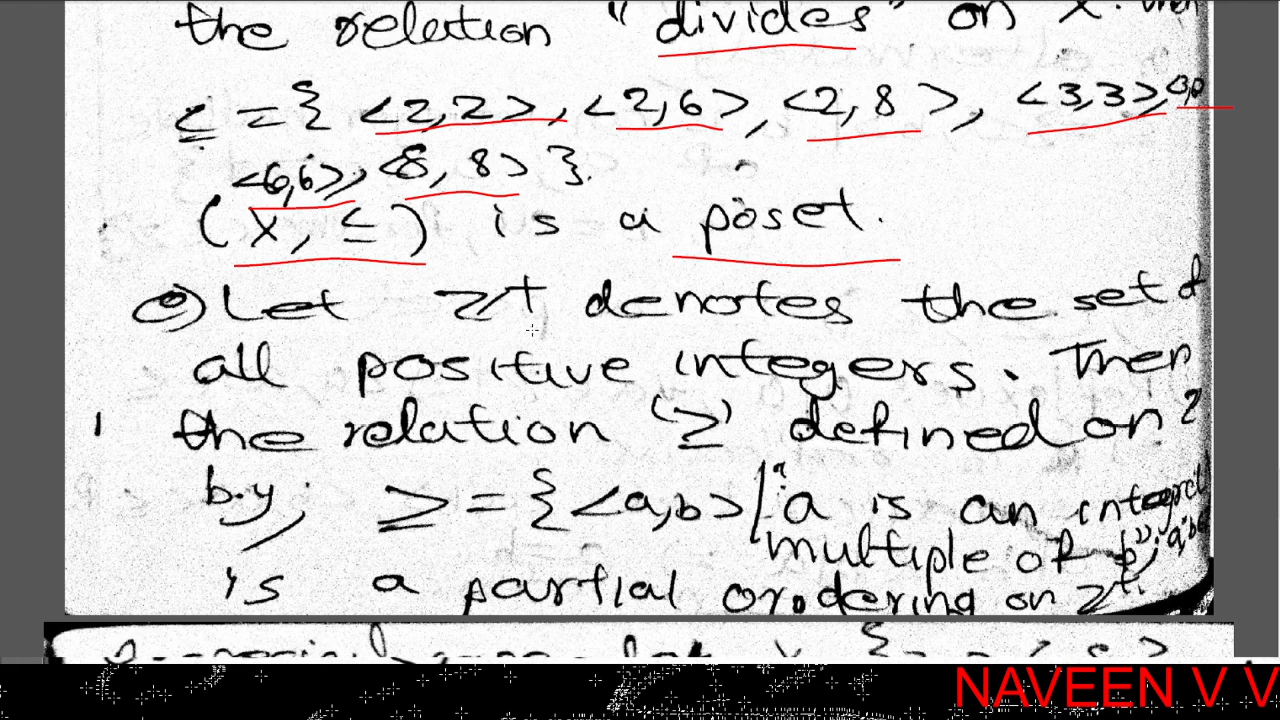 the relation "divides" on X. then
≤ = { <2,2>, <2,6>, <2,8>, <3,3>,
<6,6>, <8,8> }.
(X, ≤) is a poset.
e) Let Z+ denotes the set of
all positive integers. Then
the relation '≥' defined on Z
by; ≥ = { <a,b> | "a is an integral
multiple of b"; a,b
is a partial ordering on Z+.
NAVEEN V V